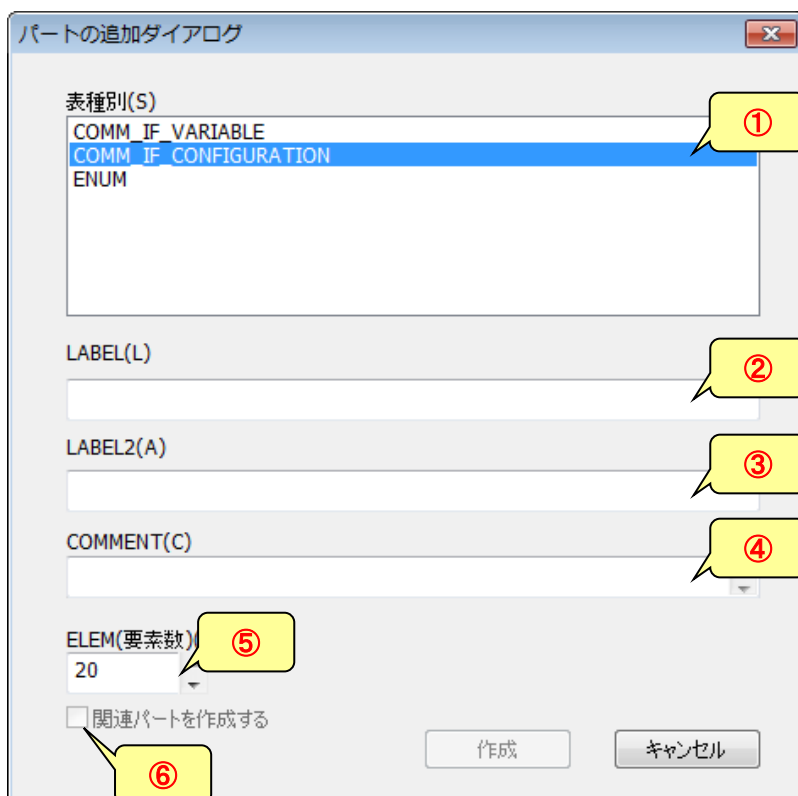 パートの追加ダイアログ
表種別(S)
①
COMM_IF_VARIABLE
COMM_IF_CONFIGURATION
ENUM
LABEL(L)
②
LABEL2(A)
③
COMMENT(C)
④
ELEM(要素数)(
⑤
20
関連パートを作成する
作成
キャンセル
⑥